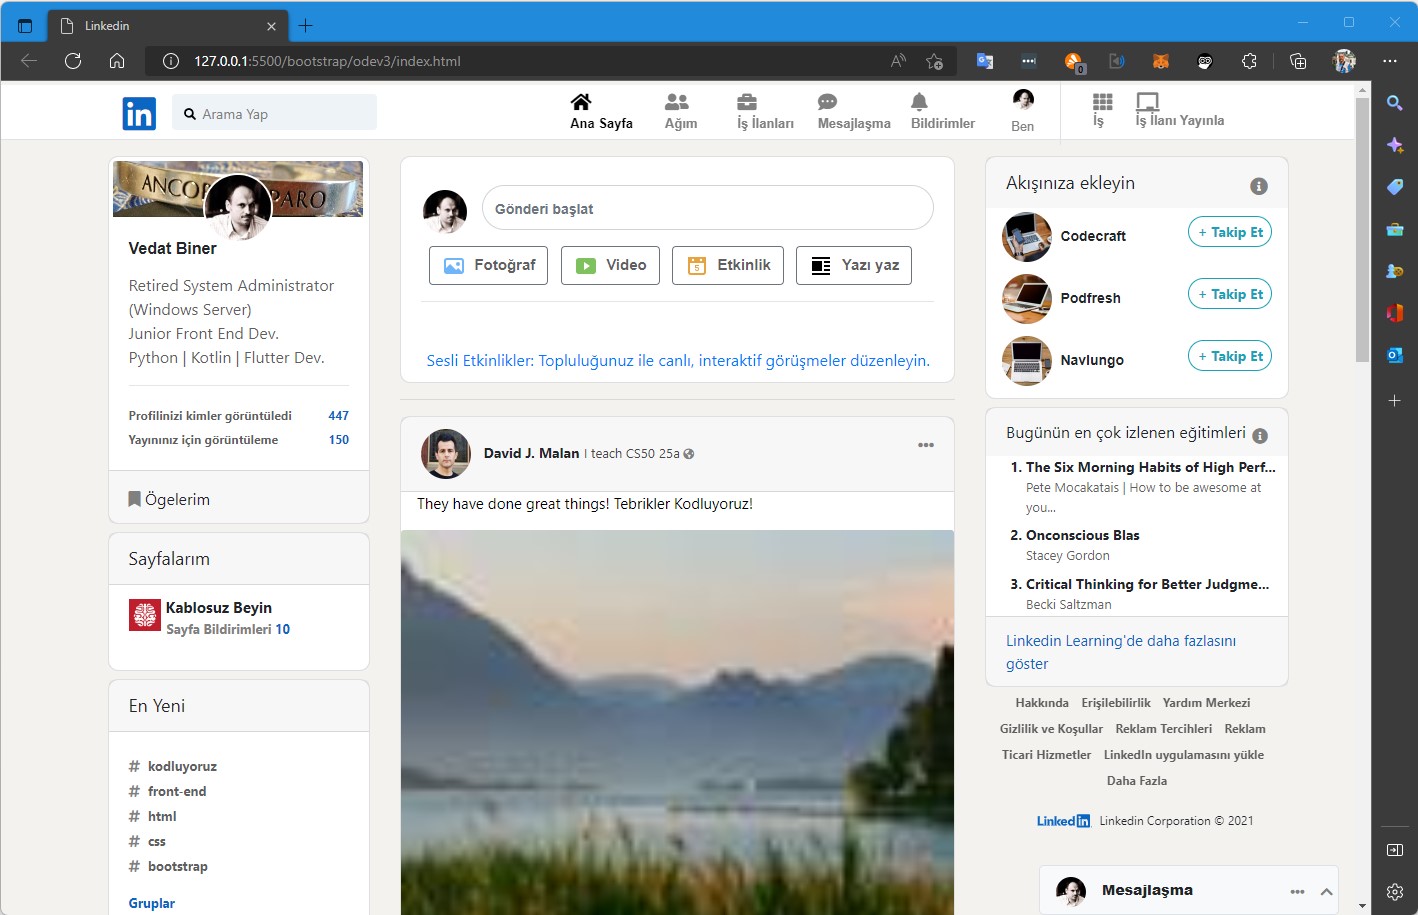 Linkedin
127.0.0.1:5500/bootstrap/odev3/index.html
0
in
Arama Yap
Ana Sayfa
Ağım
İş İlanları
Mesajlaşma
Bildirimler
Ben
İş
İş İlanı Yayınla
ANCOR PARO
Vedat Biner
Retired System Administrator
(Windows Server)
Junior Front End Dev.
Python | Kotlin | Flutter Dev.
Profilinizi kimler görüntüledi 447
Yayınınız için görüntüleme 150
Ögelerim
Sayfalarım
Kablosuz Beyin
Sayfa Bildirimleri 10
En Yeni
# kodluyoruz
# front-end
# html
# css
# bootstrap
Gruplar
Gönderi başlat
Fotoğraf
Video
5
Etkinlik
Yazı yaz
Sesli Etkinlikler: Topluluğunuz ile canlı, interaktif görüşmeler düzenleyin.
David J. Malan I teach CS50 25a
They have done great things! Tebrikler Kodluyoruz!
Akışınıza ekleyin
Codecraft
+ Takip Et
Podfresh
+ Takip Et
Navlungo
+ Takip Et
Bugünün en çok izlenen eğitimleri
1. The Six Morning Habits of High Perf...
Pete Mocakatais | How to be awesome at
you...
2. Onconscious Blas
Stacey Gordon
3. Critical Thinking for Better Judgme...
Becki Saltzman
Linkedin Learning'de daha fazlasını
göster
Hakkında Erişilebilirlik Yardım Merkezi
Gizlilik ve Koşullar Reklam Tercihleri Reklam
Ticari Hizmetler LinkedIn uygulamasını yükle
Daha Fazla
Linkedin Linkedin Corporation © 2021
Mesajlaşma